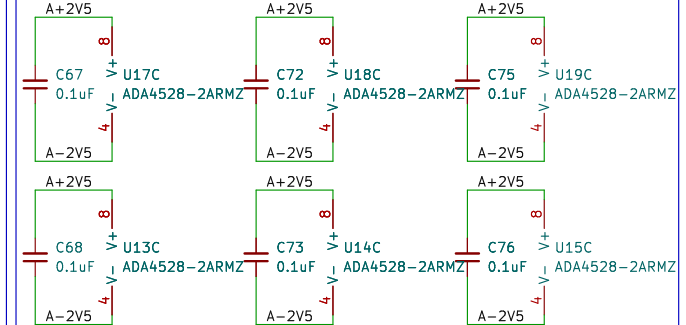 A+2V5 A+2V5 A+2V5
8 8 8
V+ V+ V+
C67 U17C C72 U18C C75 U19C
0.1uF ADA4528-2ARMZ 0.1uF ADA4528-2ARMZ 0.1uF ADA4528-2ARMZ
V- V- V-
4 4 4
A-2V5 A-2V5 A-2V5
A+2V5 A+2V5 A+2V5
8 8 8
V+ V+ V+
C68 U13C C73 U14C C76 U15C
0.1uF ADA4528-2ARMZ 0.1uF ADA4528-2ARMZ 0.1uF ADA4528-2ARMZ
V- V- V-
4 4 4
A-2V5 A-2V5 A-2V5